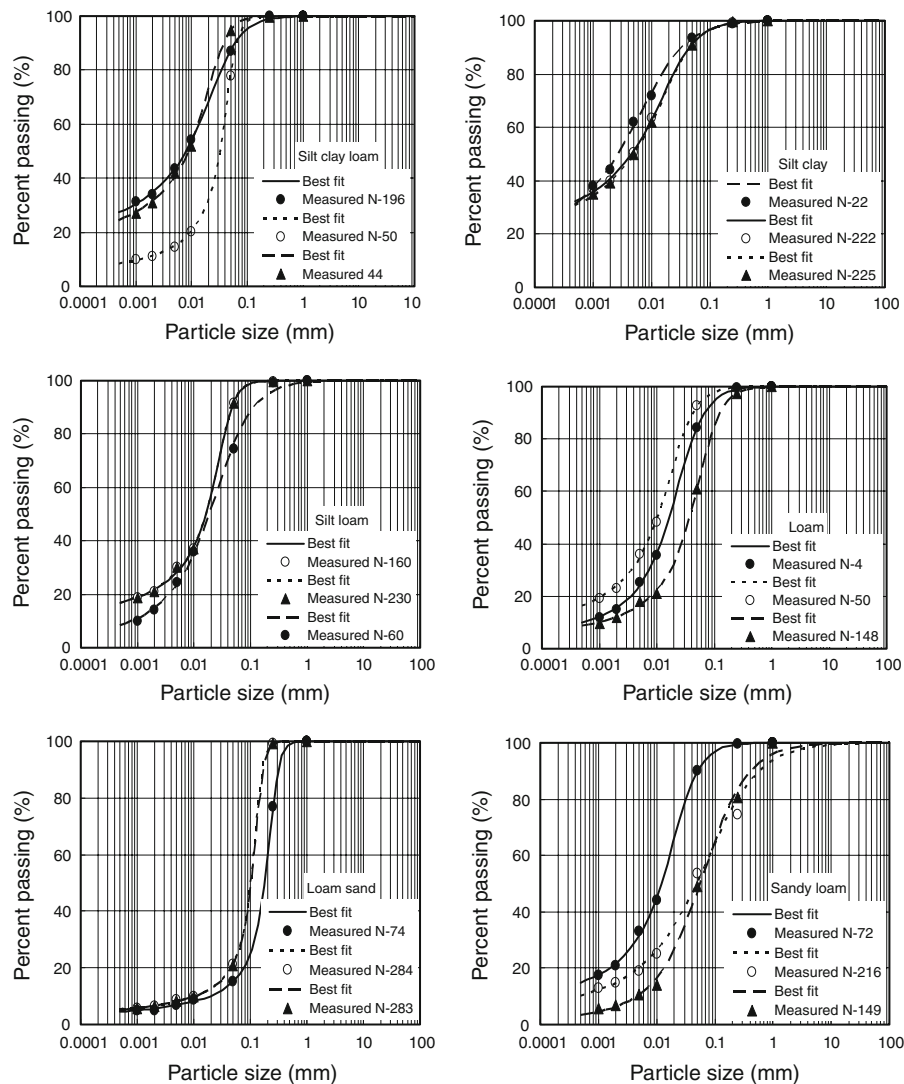 100
80
60
40
20
0
Percent passing (%)
Silt clay loam
Best fit
Measured N-196
Best fit
Measured N-50
Best fit
Measured 44
0.0001 0.001 0.01 0.1 1 10
Particle size (mm)
100
80
60
40
20
0
Percent passing (%)
Silt clay
Best fit
Measured N-22
Best fit
Measured N-222
Best fit
Measured N-225
0.0001 0.001 0.01 0.1 1 10 100
Particle size (mm)
100
80
60
40
20
0
Percent passing (%)
Silt loam
Best fit
Measured N-160
Best fit
Measured N-230
Best fit
Measured N-60
0.0001 0.001 0.01 0.1 1 10 100
Particle size (mm)
100
80
60
40
20
0
Percent passing (%)
Loam
Best fit
Measured N-4
Best fit
Measured N-50
Best fit
Measured N-148
0.0001 0.001 0.01 0.1 1 10 100
Particle size (mm)
100
80
60
40
20
0
Percent passing (%)
Loam sand
Best fit
Measured N-74
Best fit
Measured N-284
Best fit
Measured N-283
0.0001 0.001 0.01 0.1 1 10 100
Particle size (mm)
100
80
60
40
20
0
Percent passing (%)
Sandy loam
Best fit
Measured N-72
Best fit
Measured N-216
Best fit
Measured N-149
0.0001 0.001 0.01 0.1 1 10 100
Particle size (mm)